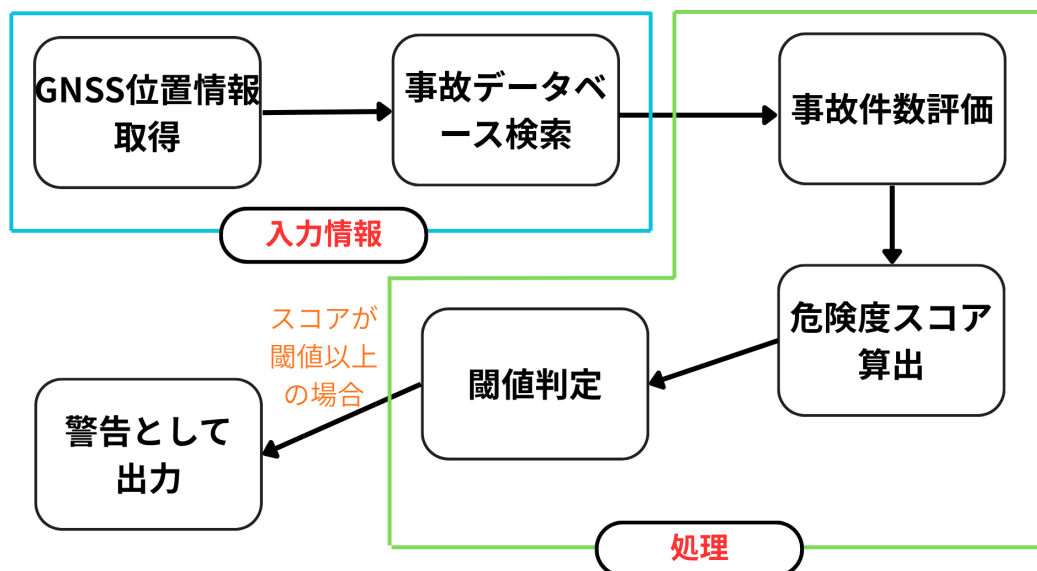 GNSS位置情報
取得
事故データベ
ース検索
事故件数評価
入力情報
危険度スコア
算出
スコアが
閾値以上
の場合
閾値判定
警告として
出力
処理